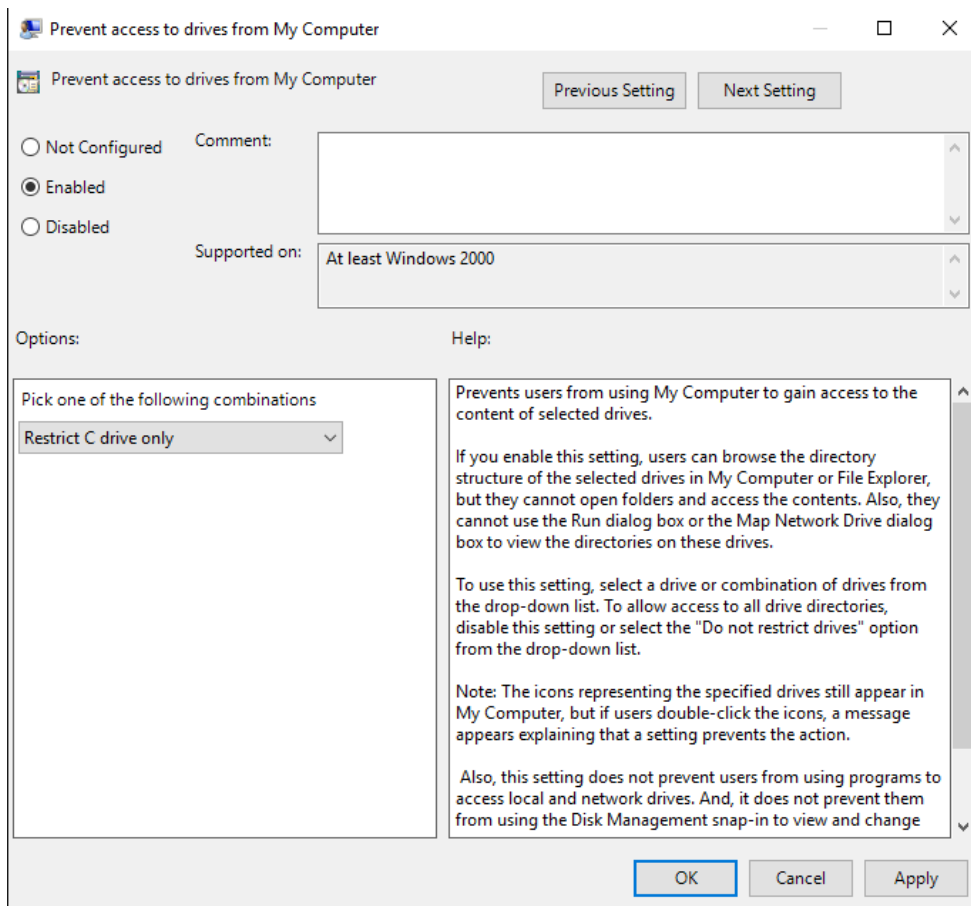 Prevent access to drives from My Computer
Prevent access to drives from My Computer
Previous Setting
Next Setting
Not Configured
Enabled
Disabled
Comment:
Supported on:
At least Windows 2000
Options:
Help:
Pick one of the following combinations
Restrict C drive only
Prevents users from using My Computer to gain access to the
content of selected drives.
If you enable this setting, users can browse the directory
structure of the selected drives in My Computer or File Explorer,
but they cannot open folders and access the contents. Also, they
cannot use the Run dialog box or the Map Network Drive dialog
box to view the directories on these drives.
To use this setting, select a drive or combination of drives from
the drop-down list. To allow access to all drive directories,
disable this setting or select the "Do not restrict drives" option
from the drop-down list.
Note: The icons representing the specified drives still appear in
My Computer, but if users double-click the icons, a message
appears explaining that a setting prevents the action.
Also, this setting does not prevent users from using programs to
access local and network drives. And, it does not prevent them
from using the Disk Management snap-in to view and change
OK
Cancel
Apply